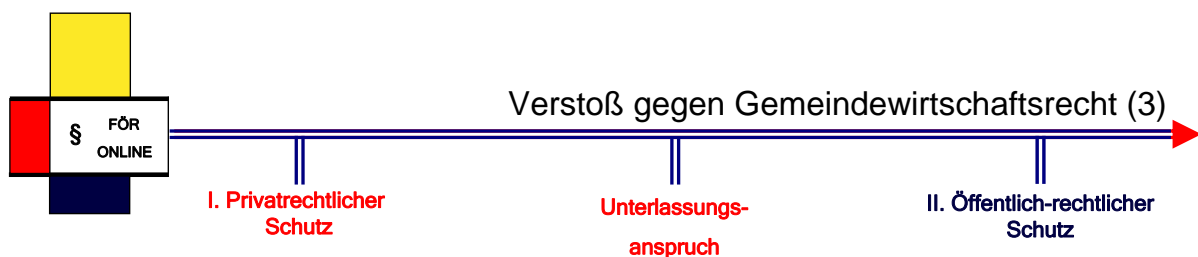 Verstoß gegen Gemeindewirtschaftsrecht (3)
§ FÖR
ONLINE
I. Privatrechtlicher
Schutz
Unterlassungs-
anspruch
II. Öffentlich-rechtlicher
Schutz